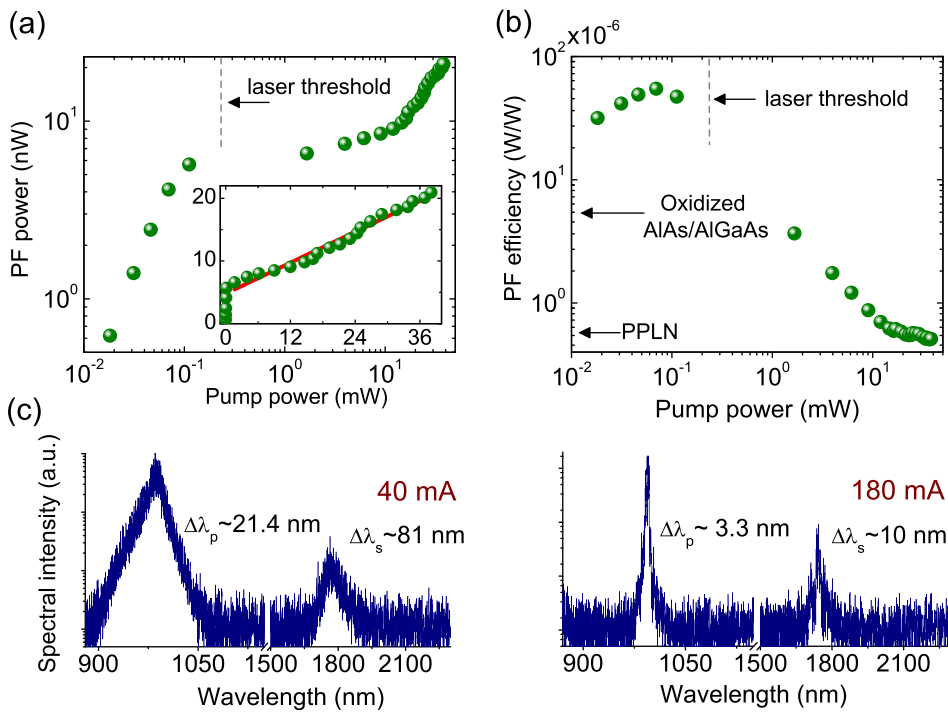 (a)
PF power (nW)
10¹
10⁰
laser threshold
20
10
0
0 12 24 36
10⁻² 10⁻¹ 10⁰ 10¹
Pump power (mW)
(b)
x10⁻⁶
PF efficiency (W/W)
10²
10¹
10⁰
laser threshold
Oxidized
AlAs/AlGaAs
PPLN
10⁻² 10⁻¹ 10⁰ 10¹
Pump power (mW)
(c)
Spectral intensity (a.u.)
40 mA
Δλₚ~21.4 nm
Δλₛ~81 nm
900 1050 1500 1800 2100
Wavelength (nm)
180 mA
Δλₚ~ 3.3 nm
Δλₛ~10 nm
900 1050 1500 1800 2100
Wavelength (nm)